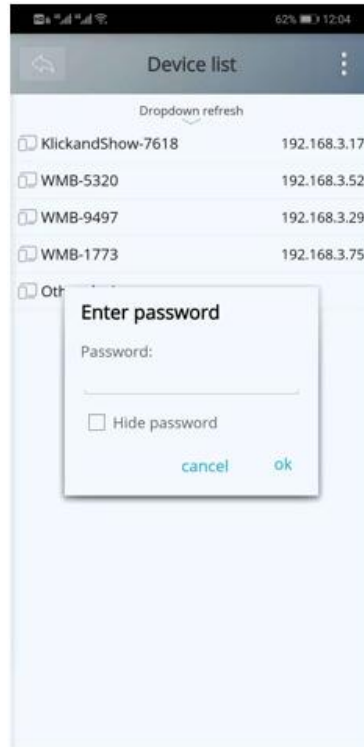 62% 12:04
Device list
Dropdown refresh
KlickandShow-7618 192.168.3.17
WMB-5320 192.168.3.52
WMB-9497 192.168.3.29
WMB-1773 192.168.3.75
Enter password
Password:
Hide password
cancel ok